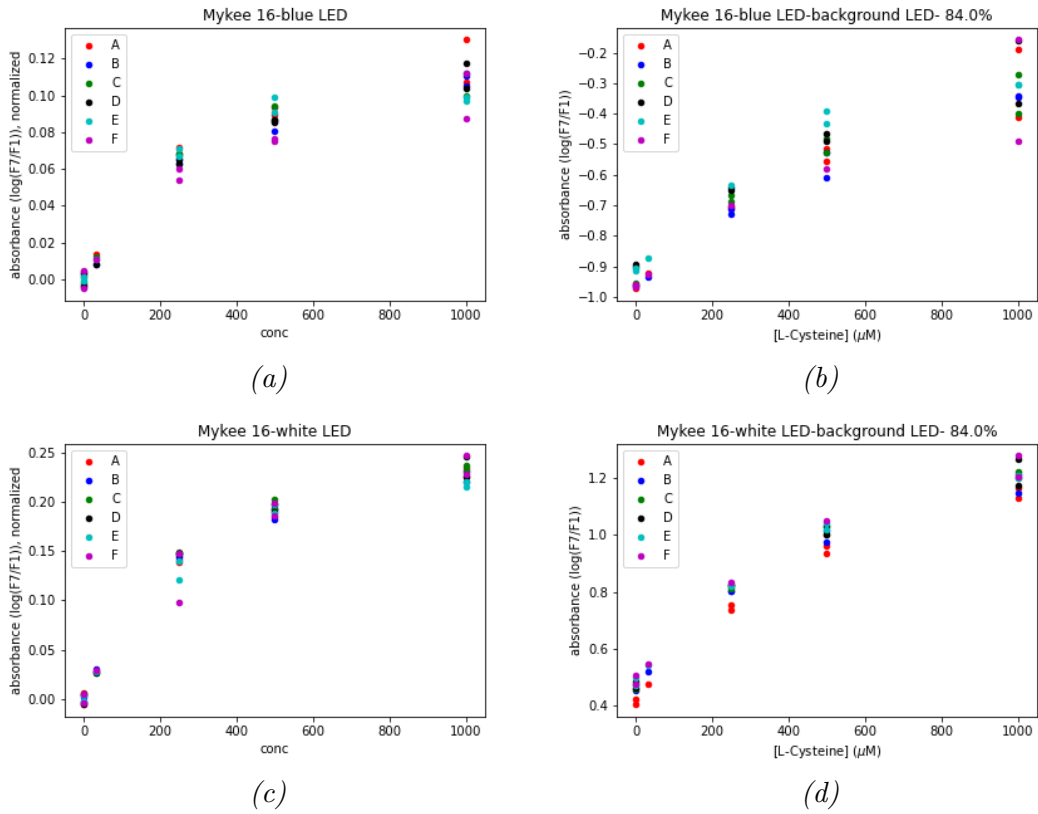 Mykee 16-blue LED
absorbance (log(F7/F1)), normalized
0.12
0.10
0.08
0.06
0.04
0.02
0.00
A
B
C
D
E
F
0
200
400
600
800
1000
conc
(a)
Mykee 16-blue LED-background LED- 84.0%
absorbance (log(F7/F1))
−0.2
−0.3
−0.4
−0.5
−0.6
−0.7
−0.8
−0.9
−1.0
A
B
C
D
E
F
0
200
400
600
800
1000
[L-Cysteine] (μM)
(b)
Mykee 16-white LED
absorbance (log(F7/F1)), normalized
0.25
0.20
0.15
0.10
0.05
0.00
A
B
C
D
E
F
0
200
400
600
800
1000
conc
(c)
Mykee 16-white LED-background LED- 84.0%
absorbance (log(F7/F1))
1.2
1.0
0.8
0.6
0.4
A
B
C
D
E
F
0
200
400
600
800
1000
[L-Cysteine] (μM)
(d)